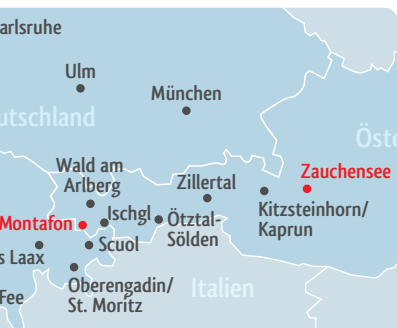 arlsruhe
Ulm
München
utschland
Öste
Wald am
Arlberg
Zillertal
Zauchensee
Montafon
Ischgl
Ötztal-
Sölden
Kitzsteinhorn/
Kaprun
s Laax
Scuol
Oberengadin/
St. Moritz
Italien
Fee